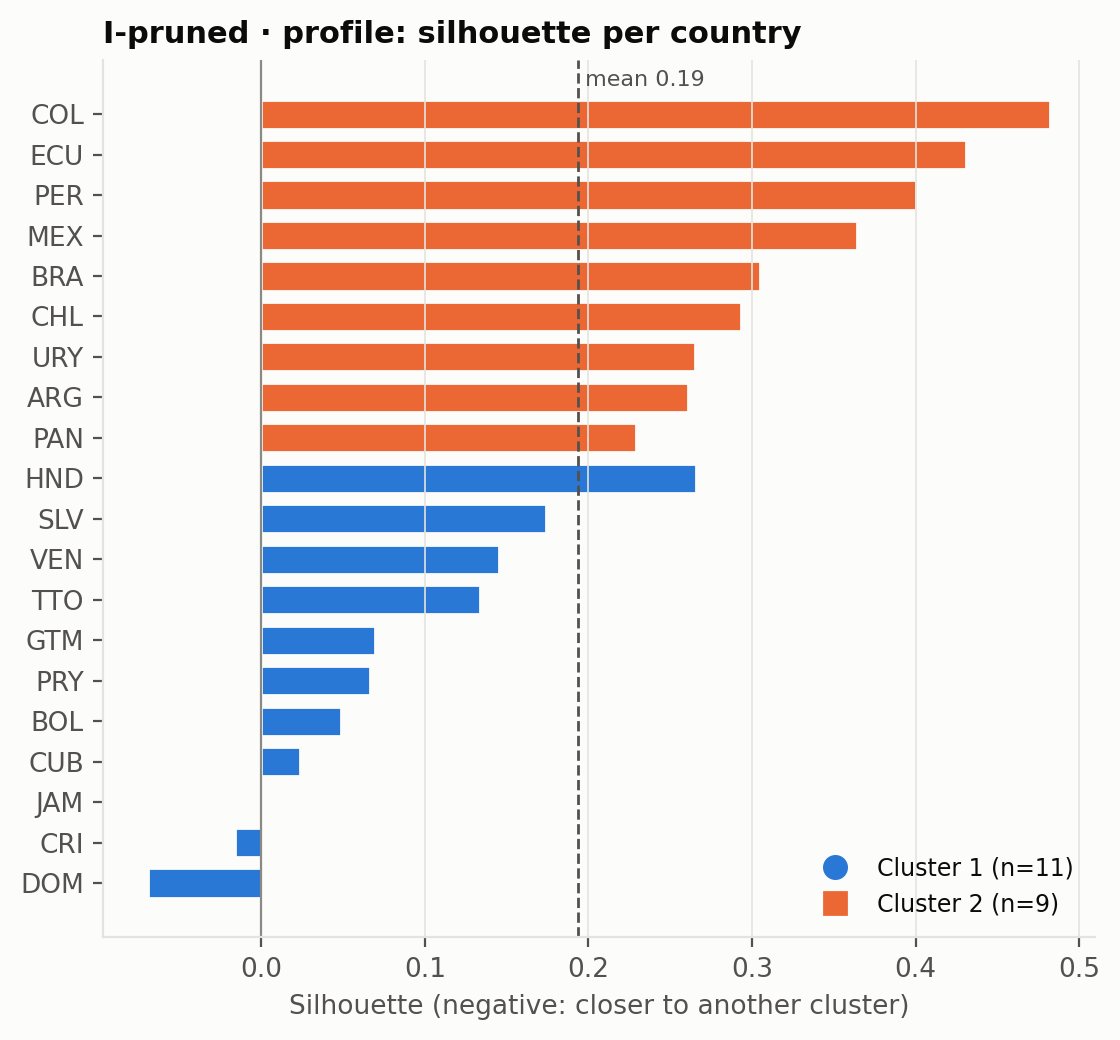 I-pruned · profile: silhouette per country
mean 0.19
COL
ECU
PER
MEX
BRA
CHL
URY
ARG
PAN
HND
SLV
VEN
TTO
GTM
PRY
BOL
CUB
JAM
CRI
DOM
Cluster 1 (n=11)
Cluster 2 (n=9)
0.0 0.1 0.2 0.3 0.4 0.5
Silhouette (negative: closer to another cluster)